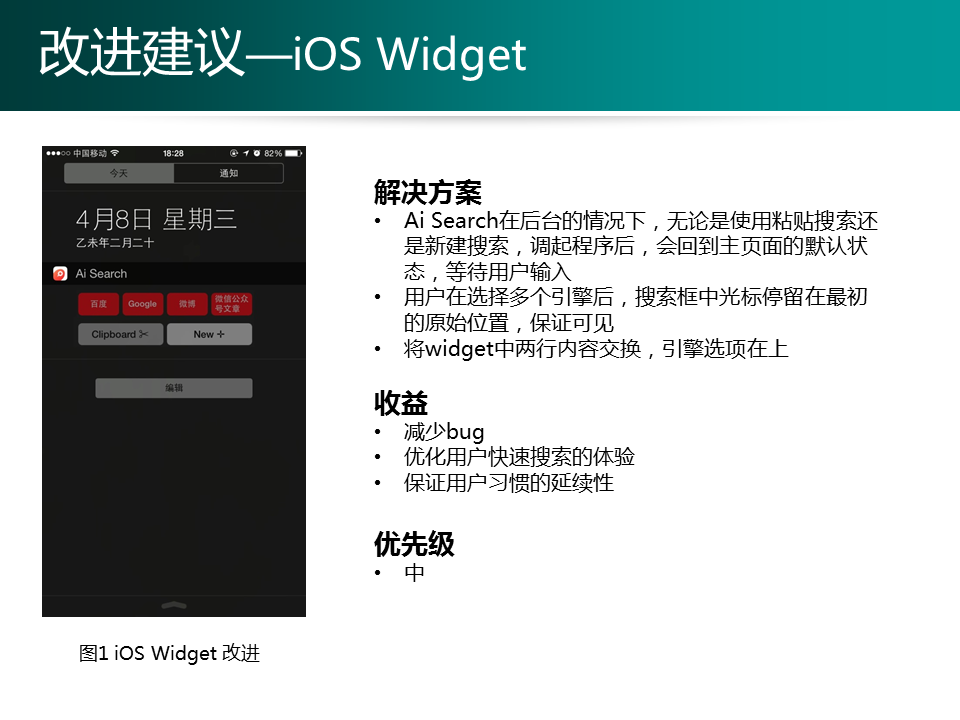 改进建议—iOS Widget
中国移动 18:28 82%
今天 通知
4月8日 星期三
乙未年二月二十
Ai Search
百度 Google 微博 微信公众
号文章
Clipboard New
编辑
图1 iOS Widget 改进
解决方案
• Ai Search在后台的情况下，无论是使用粘贴搜索还
是新建搜索，调起程序后，会回到主页面的默认状
态，等待用户输入
• 用户在选择多个引擎后，搜索框中光标停留在最初
的原始位置，保证可见
• 将widget中两行内容交换，引擎选项在上
收益
• 减少bug
• 优化用户快速搜索的体验
• 保证用户习惯的延续性
优先级
• 中